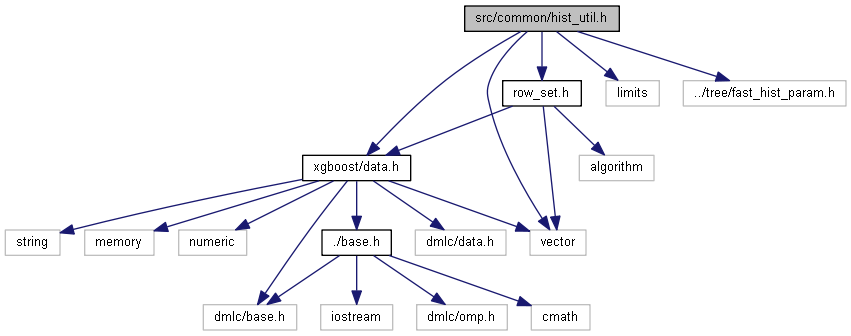 src/common/hist_util.h
row_set.h
limits
../tree/fast_hist_param.h
xgboost/data.h
algorithm
string
memory
numeric
./base.h
dmlc/data.h
vector
dmlc/base.h
iostream
dmlc/omp.h
cmath